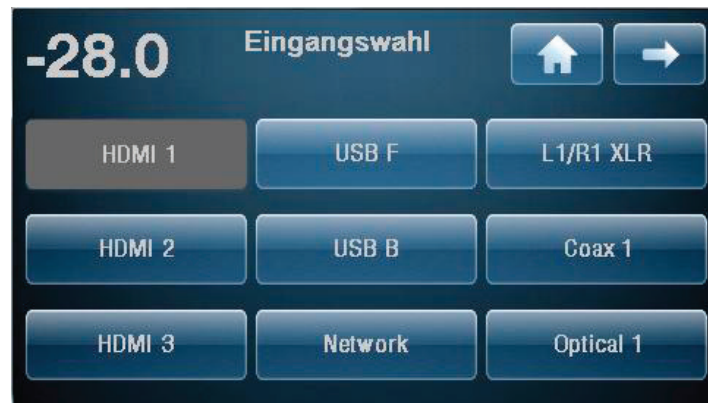 -28.0 Eingangswahl
HDMI 1 USB F L1/R1 XLR
HDMI 2 USB B Coax 1
HDMI 3 Network Optical 1